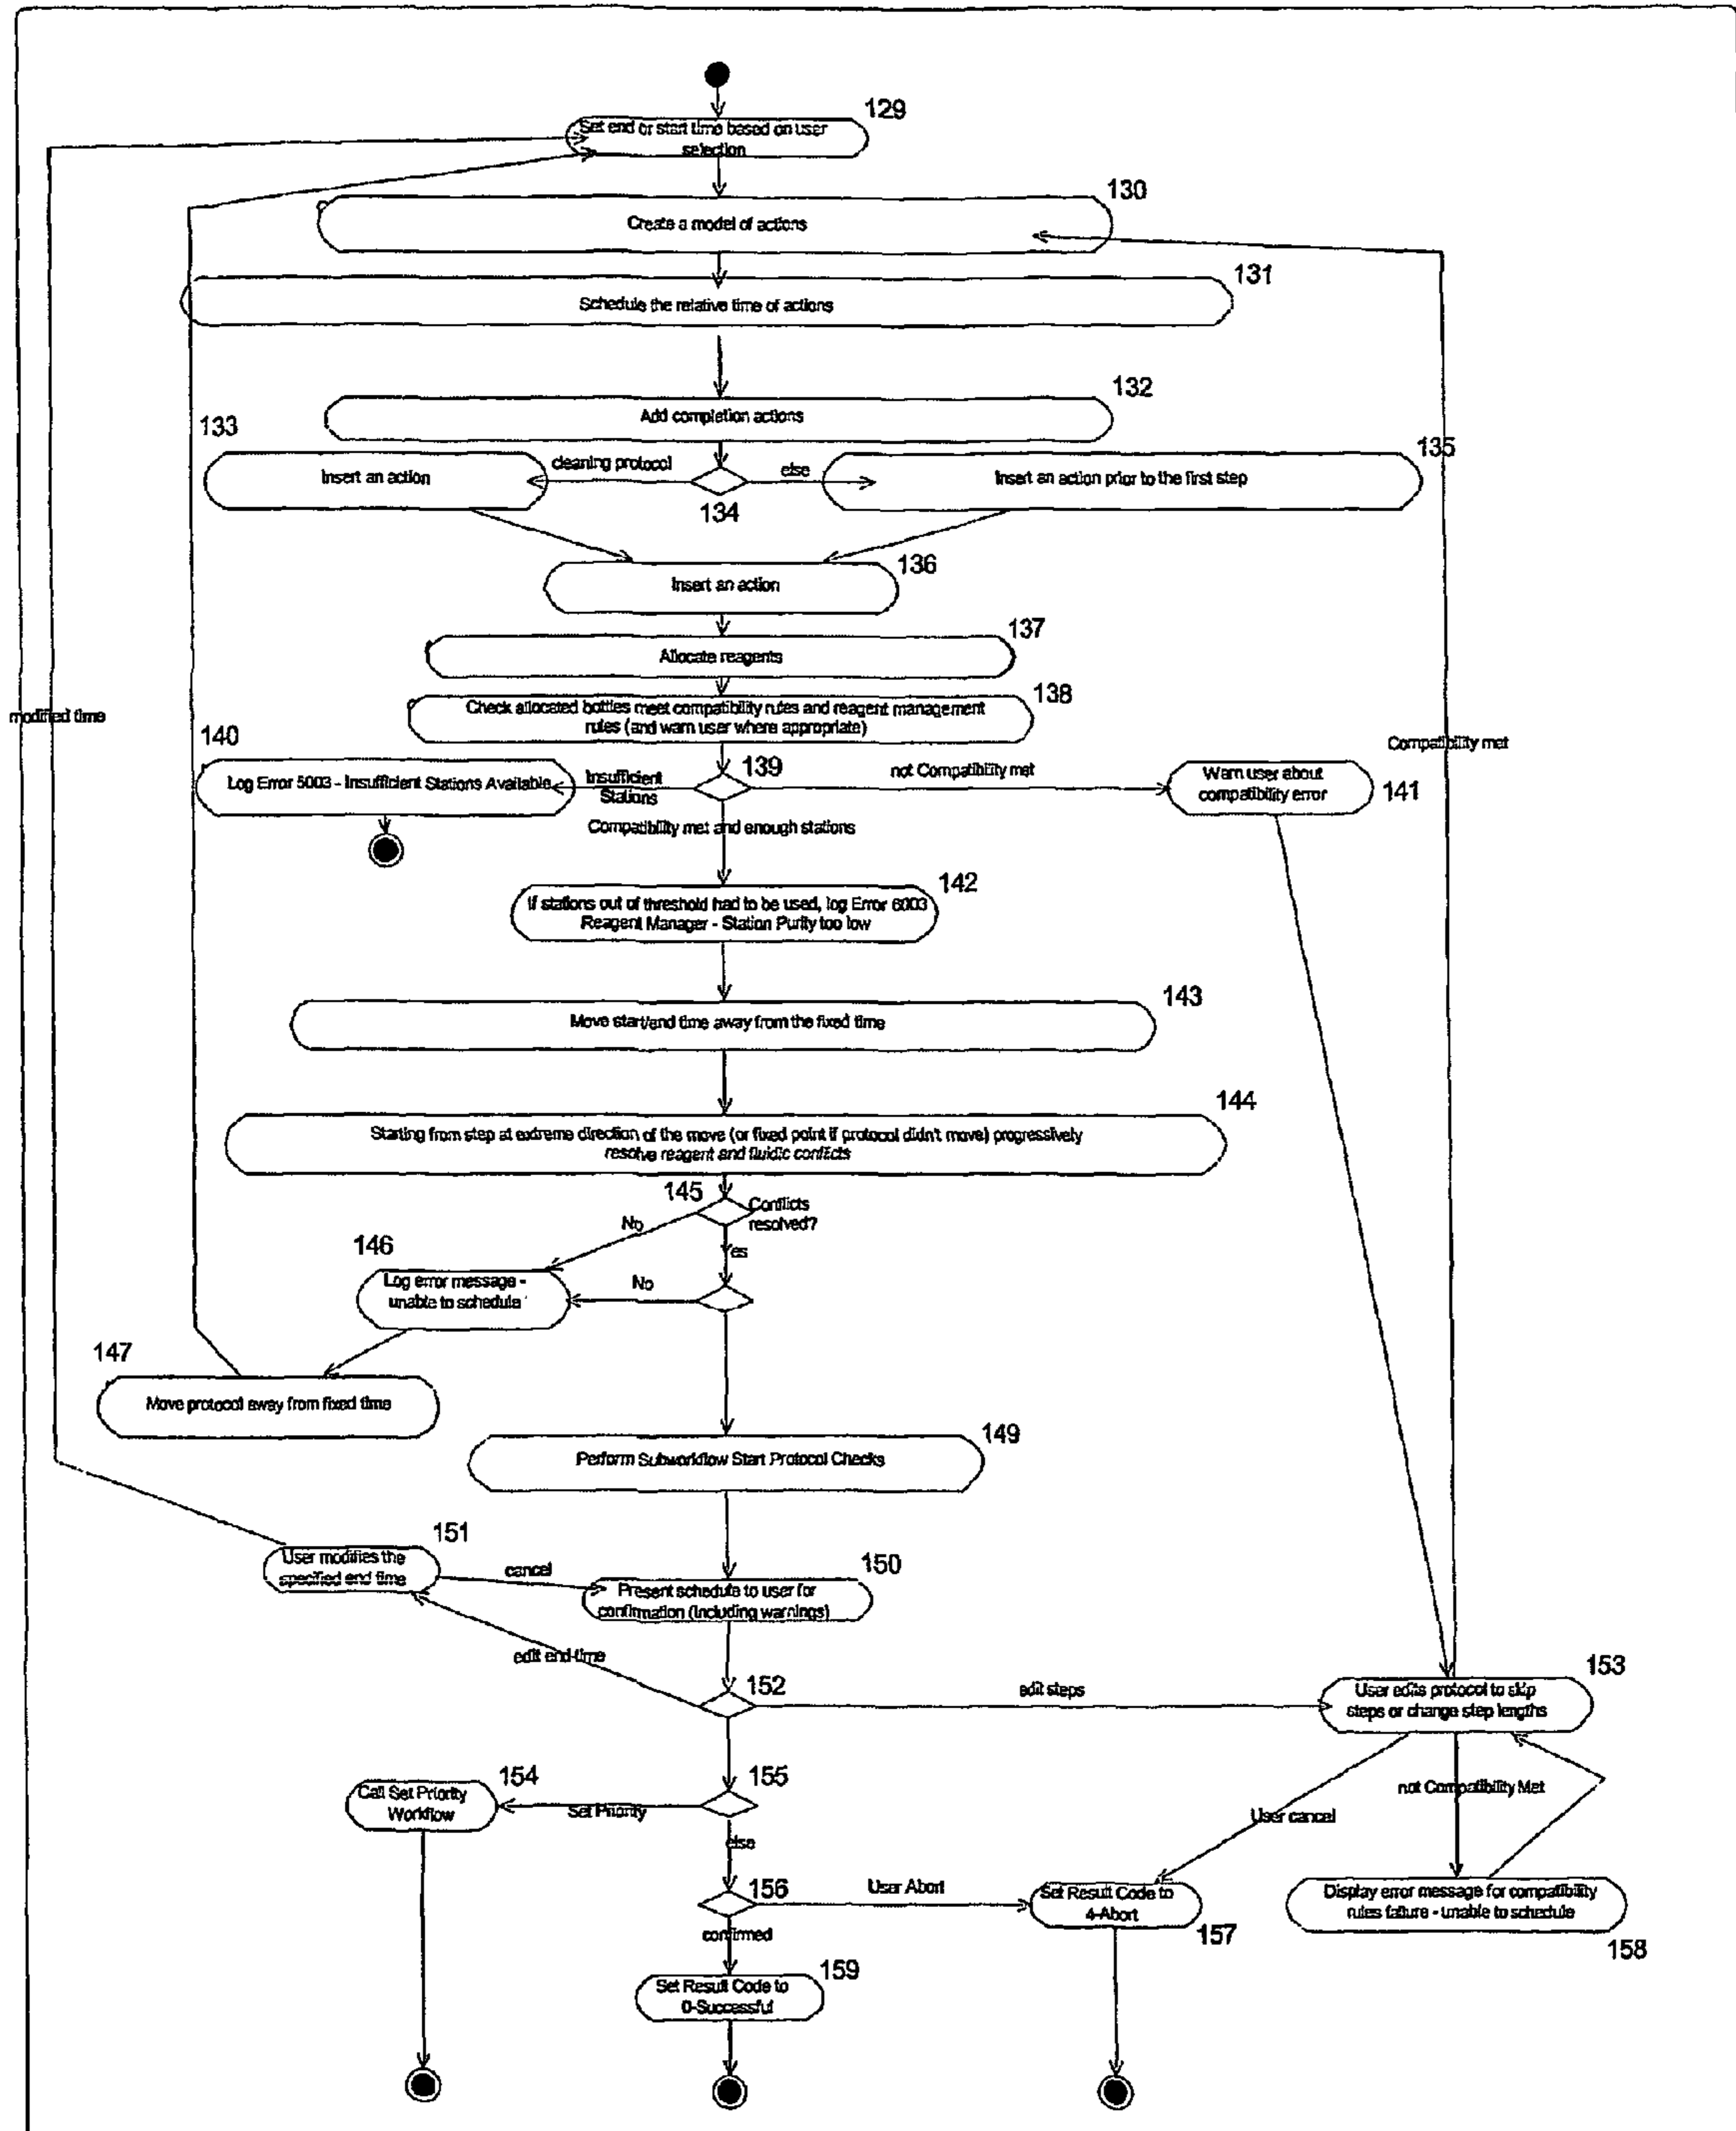 129
Set end or start time based on user
selection
130
Create a model of actions
131
Schedule the relative time of actions
132
Add completion actions
133
135
cleaning protocol
else
Insert an action
Insert an action prior to the first step
134
136
Insert an action
137
Allocate reagents
138
Check allocated bottles meet compatibility rules and reagent management
rules (and warn user where appropriate)
modified time
Compatibility met
140
139
not Compatibility met
Log Error 5003 - Insufficient Stations Available
Insufficient
Stations
Warn user about
compatibility error
141
Compatibility met and enough stations
142
If stations out of threshold had to be used, log Error 6003
Reagent Manager - Station Purity too low
143
Move start/end time away from the fixed time
144
Starting from step at extreme direction of the move (or fixed point if protocol didn't move) progressively
resolve reagent and fluidic conflicts
145
Conflicts
resolved?
No
Yes
146
Log error message -
unable to schedule
No
147
Move protocol away from fixed time
149
Perform Subworkflow Start Protocol Checks
151
User modifies the
specified end time
cancel
150
Present schedule to user for
confirmation (including warnings)
edit end-time
152
edit steps
153
User edits protocol to skip
steps or change step lengths
154
Call Set Priority
Workflow
Set Priority
155
not Compatibility Met
User cancel
else
156
User Abort
Set Result Code to
4-Abort
157
Display error message for compatibility
rules failure - unable to schedule
158
confirmed
159
Set Result Code to
0-Successful